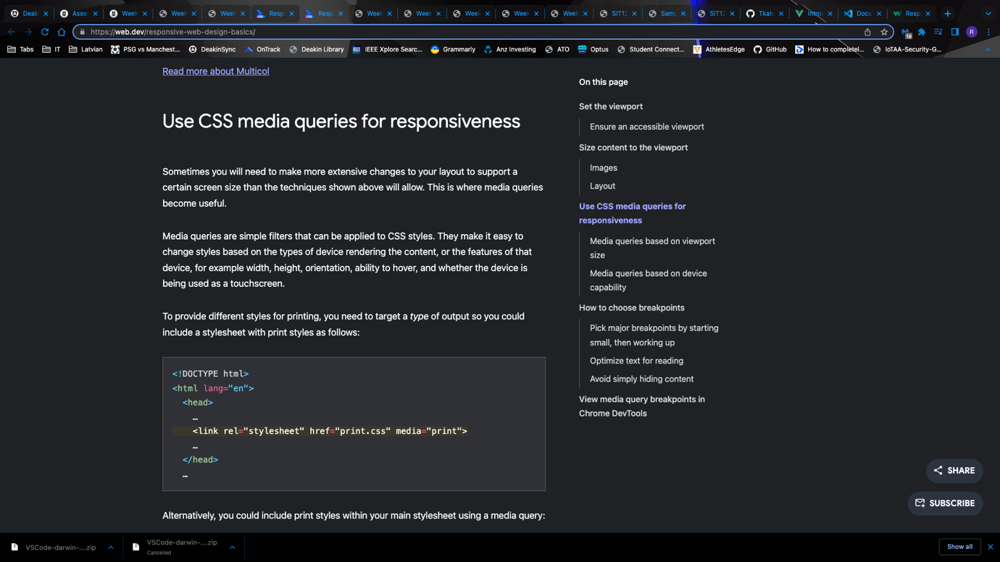 Deaki
Asses
Week
Week
Week
Respo
Respo
Week
Week
Week
Week
Week
SIT12
Samp
SIT12
Tkato
Introd
Docu
Respo
https://web.dev/responsive-web-design-basics/
19
R
Tabs
IT
Latvian
PSG vs Manchest...
DeakinSync
OnTrack
Deakin Library
IEEE
IEEE Xplore Searc...
Grammarly
Anz Investing
ATO
Optus
Student Connect...
AthletesEdge
GitHub
How to completel...
IoTAA-Security-G...
»
Read more about Multicol
Use CSS media queries for responsiveness
Sometimes you will need to make more extensive changes to your layout to support a
certain screen size than the techniques shown above will allow. This is where media queries
become useful.
Media queries are simple filters that can be applied to CSS styles. They make it easy to
change styles based on the types of device rendering the content, or the features of that
device, for example width, height, orientation, ability to hover, and whether the device is
being used as a touchscreen.
To provide different styles for printing, you need to target a type of output so you could
include a stylesheet with print styles as follows:
<!DOCTYPE html>
<html lang="en">
<head>
…
<link rel="stylesheet" href="print.css" media="print">
…
</head>
…
Alternatively, you could include print styles within your main stylesheet using a media query:
On this page
Set the viewport
Ensure an accessible viewport
Size content to the viewport
Images
Layout
Use CSS media queries for
responsiveness
Media queries based on viewport
size
Media queries based on device
capability
How to choose breakpoints
Pick major breakpoints by starting
small, then working up
Optimize text for reading
Avoid simply hiding content
View media query breakpoints in
Chrome DevTools
SHARE
SUBSCRIBE
VSCode-darwin-....zip
VSCode-darwin-....zip
Cancelled
Show all